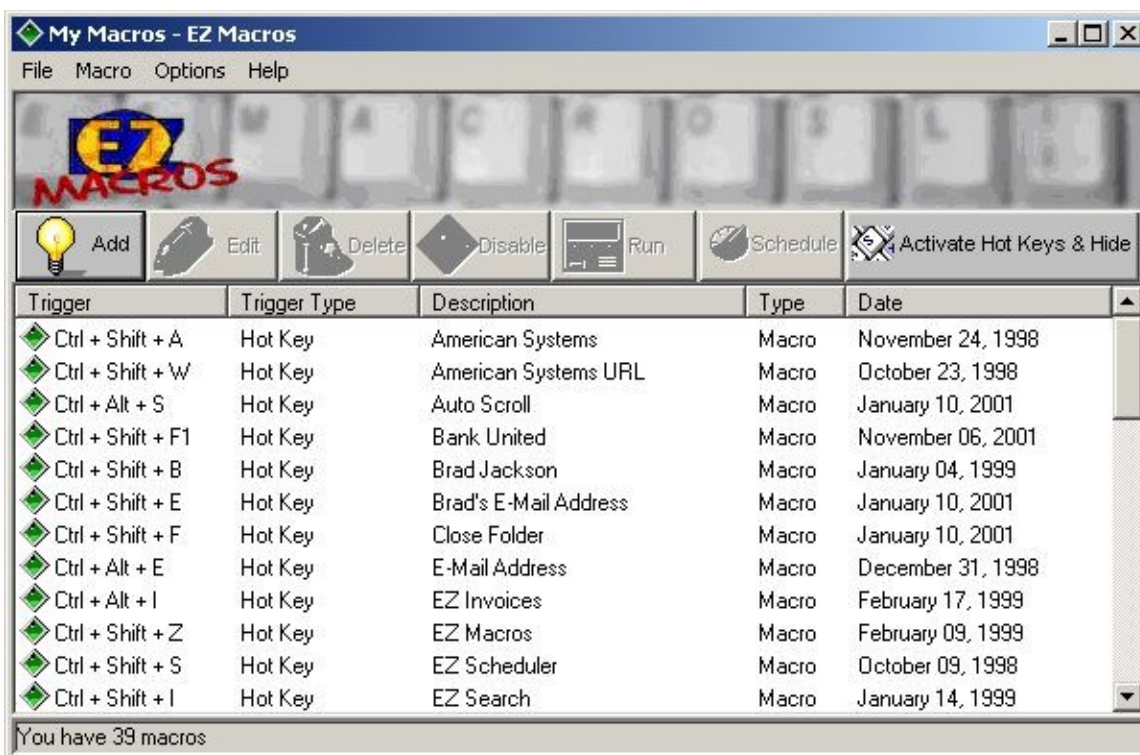 My Macros - EZ Macros
File Macro Options Help
EZ
MACROS
Add Edit Delete Disable Run Schedule Activate Hot Keys & Hide
Trigger Trigger Type Description Type Date
Ctrl + Shift + A Hot Key American Systems Macro November 24, 1998
Ctrl + Shift + W Hot Key American Systems URL Macro October 23, 1998
Ctrl + Alt + S Hot Key Auto Scroll Macro January 10, 2001
Ctrl + Shift + F1 Hot Key Bank United Macro November 06, 2001
Ctrl + Shift + B Hot Key Brad Jackson Macro January 04, 1999
Ctrl + Shift + E Hot Key Brad's E-Mail Address Macro January 10, 2001
Ctrl + Shift + F Hot Key Close Folder Macro January 10, 2001
Ctrl + Alt + E Hot Key E-Mail Address Macro December 31, 1998
Ctrl + Alt + I Hot Key EZ Invoices Macro February 17, 1999
Ctrl + Shift + Z Hot Key EZ Macros Macro February 09, 1999
Ctrl + Shift + S Hot Key EZ Scheduler Macro October 09, 1998
Ctrl + Shift + I Hot Key EZ Search Macro January 14, 1999
You have 39 macros